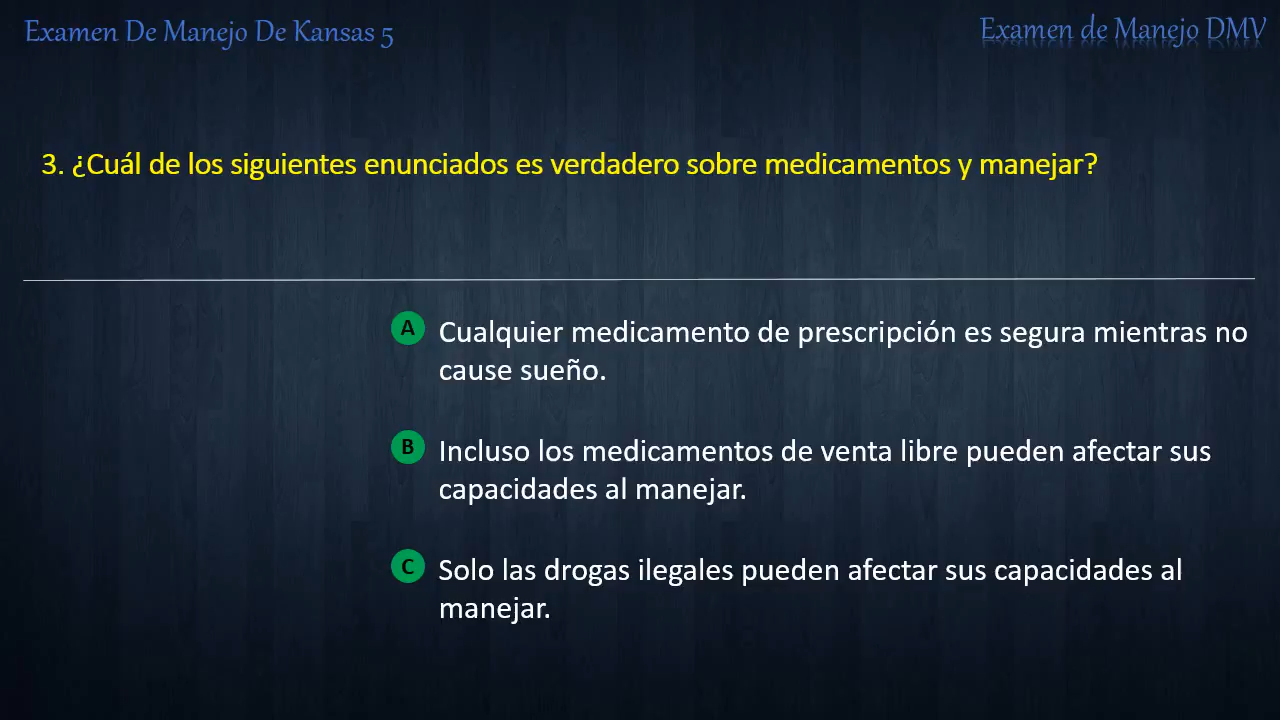 Examen De Manejo De Kansas 5
Examen de Manejo DMV
3. ¿Cuál de los siguientes enunciados es verdadero sobre medicamentos y manejar?
A Cualquier medicamento de prescripción es segura mientras no
cause sueño.
B Incluso los medicamentos de venta libre pueden afectar sus
capacidades al manejar.
C Solo las drogas ilegales pueden afectar sus capacidades al
manejar.